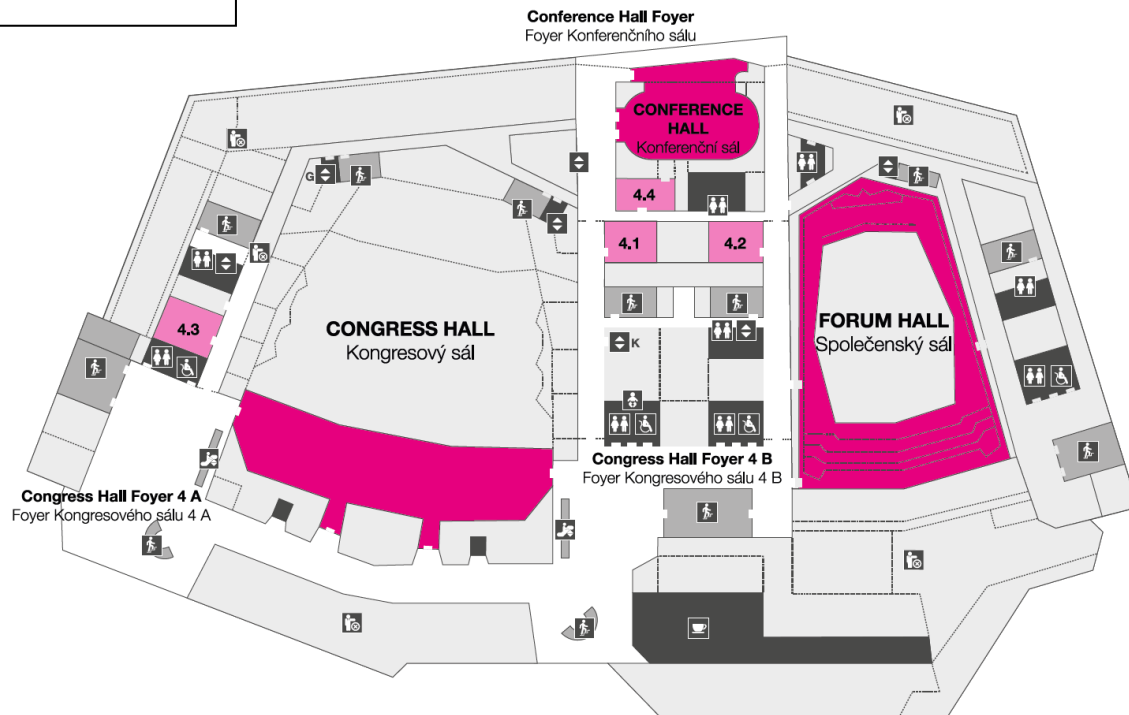 Conference Hall Foyer
Foyer Konferenčního sálu
CONFERENCE
HALL
Konferenční sál
G
4.4
4.1
4.2
4.3
CONGRESS HALL
Kongresový sál
FORUM HALL
Společenský sál
K
Congress Hall Foyer 4 B
Foyer Kongresového sálu 4 B
Congress Hall Foyer 4 A
Foyer Kongresového sálu 4 A